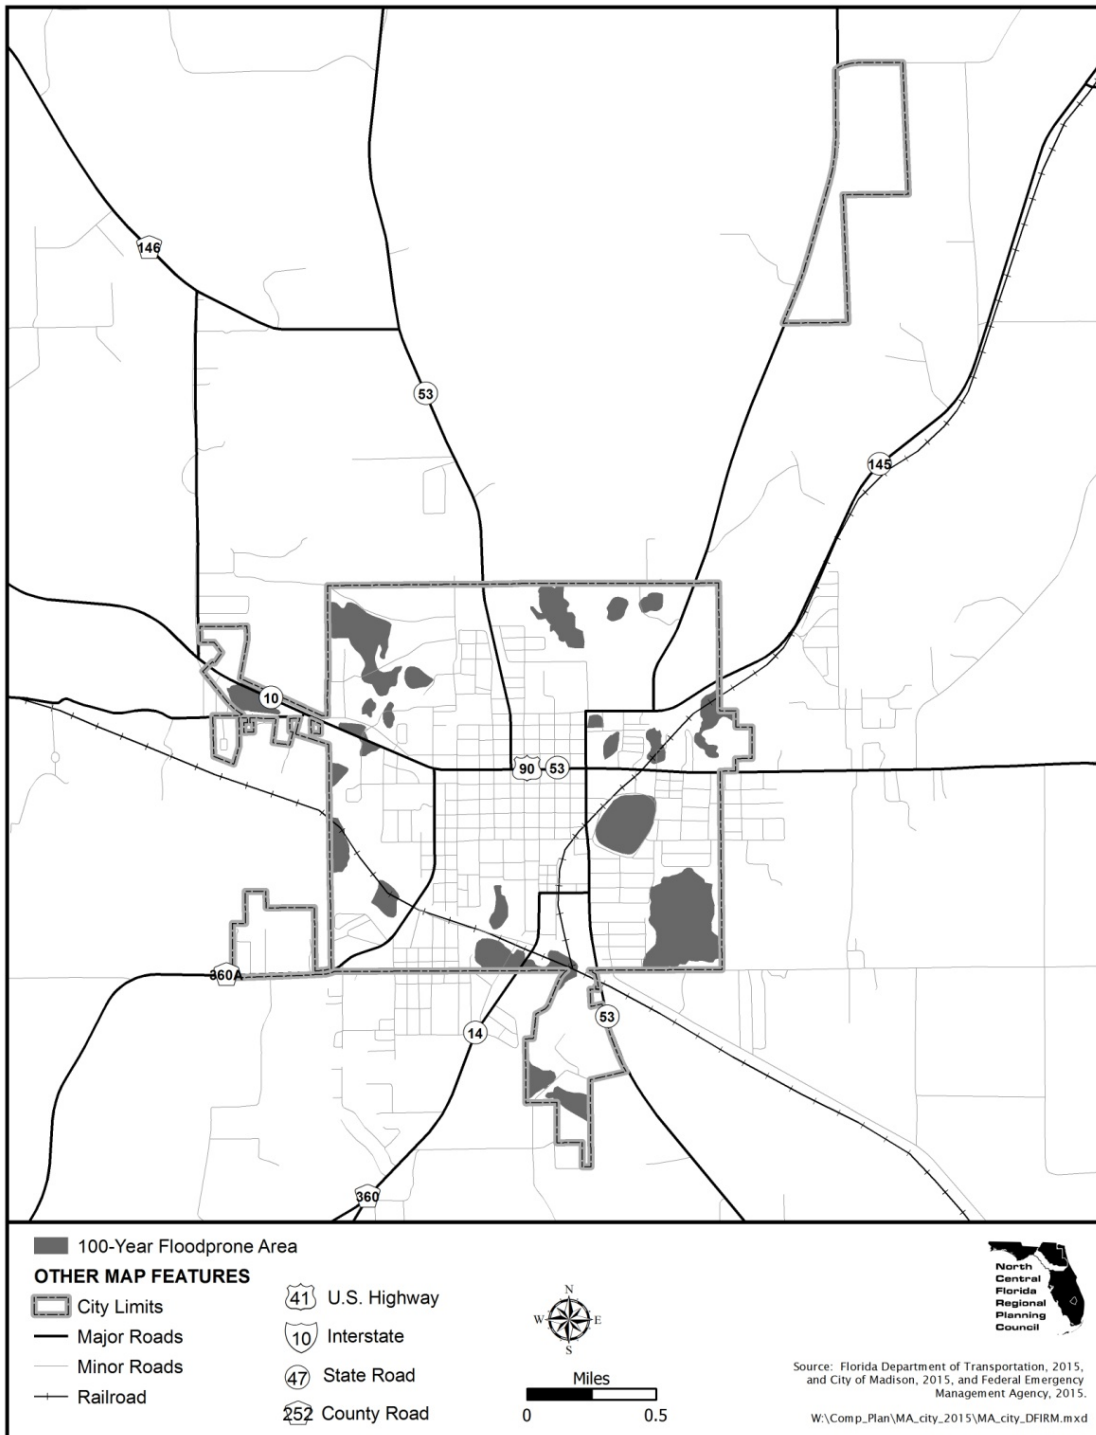 146
53
145
10
90
53
360A
53
14
360
100-Year Floodprone Area
OTHER MAP FEATURES
City Limits
Major Roads
Minor Roads
Railroad
41 U.S. Highway
10 Interstate
47 State Road
252 County Road
N
W E
S
Miles
0 0.5
North
Central
Florida
Regional
Planning
Council
Source: Florida Department of Transportation, 2015,
and City of Madison, 2015, and Federal Emergency
Management Agency, 2015.
W:\Comp_Plan\MA_city_2015\MA_city_DFIRM.mxd